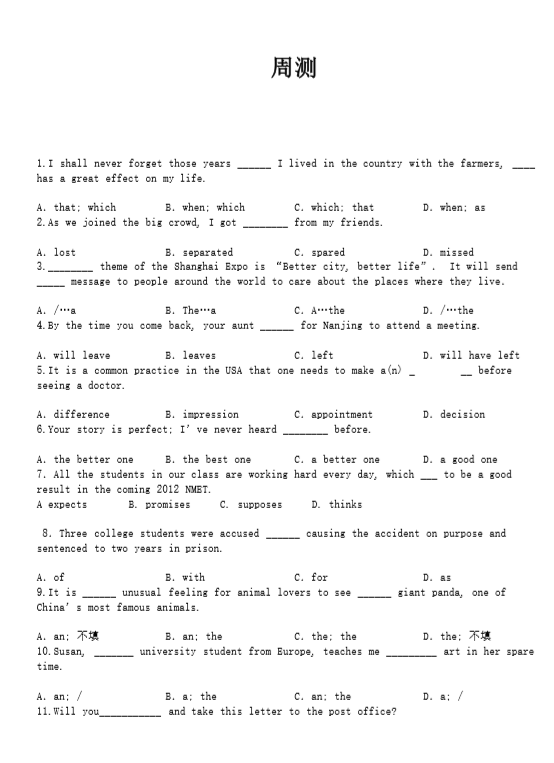 周测
1.I shall never forget those years ______ I lived in the country with the farmers, ____
has a great effect on my life.
A. that; which B. when; which C. which; that D. when; as
2.As we joined the big crowd, I got ________ from my friends.
A. lost B. separated C. spared D. missed
3.________ theme of the Shanghai Expo is “Better city, better life”. It will send
_____ message to people around the world to care about the places where they live.
A. /…a B. The…a C. A…the D. /…the
4.By the time you come back, your aunt ______ for Nanjing to attend a meeting.
A. will leave B. leaves C. left D. will have left
5.It is a common practice in the USA that one needs to make a(n) _ __ before
seeing a doctor.
A. difference B. impression C. appointment D. decision
6.Your story is perfect; I’ve never heard ________ before.
A. the better one B. the best one C. a better one D. a good one
7. All the students in our class are working hard every day, which ___ to be a good
result in the coming 2012 NMET.
A expects B. promises C. supposes D. thinks
8. Three college students were accused ______ causing the accident on purpose and
sentenced to two years in prison.
A. of B. with C. for D. as
9.It is ______ unusual feeling for animal lovers to see ______ giant panda, one of
China’s most famous animals.
A. an; 不填 B. an; the C. the; the D. the; 不填
10.Susan, _______ university student from Europe, teaches me _________ art in her spare
time.
A. an; / B. a; the C. an; the D. a; /
11.Will you___________ and take this letter to the post office?